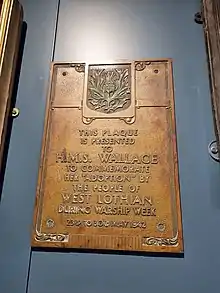 THIS PLAQUE
IS PRESENTED
TO
H.M.S. WALLACE
TO COMMEMORATE
HER "ADOPTION" BY
THE PEOPLE OF
WEST LOTHIAN
DURING WARSHIP WEEK
MAY 1942